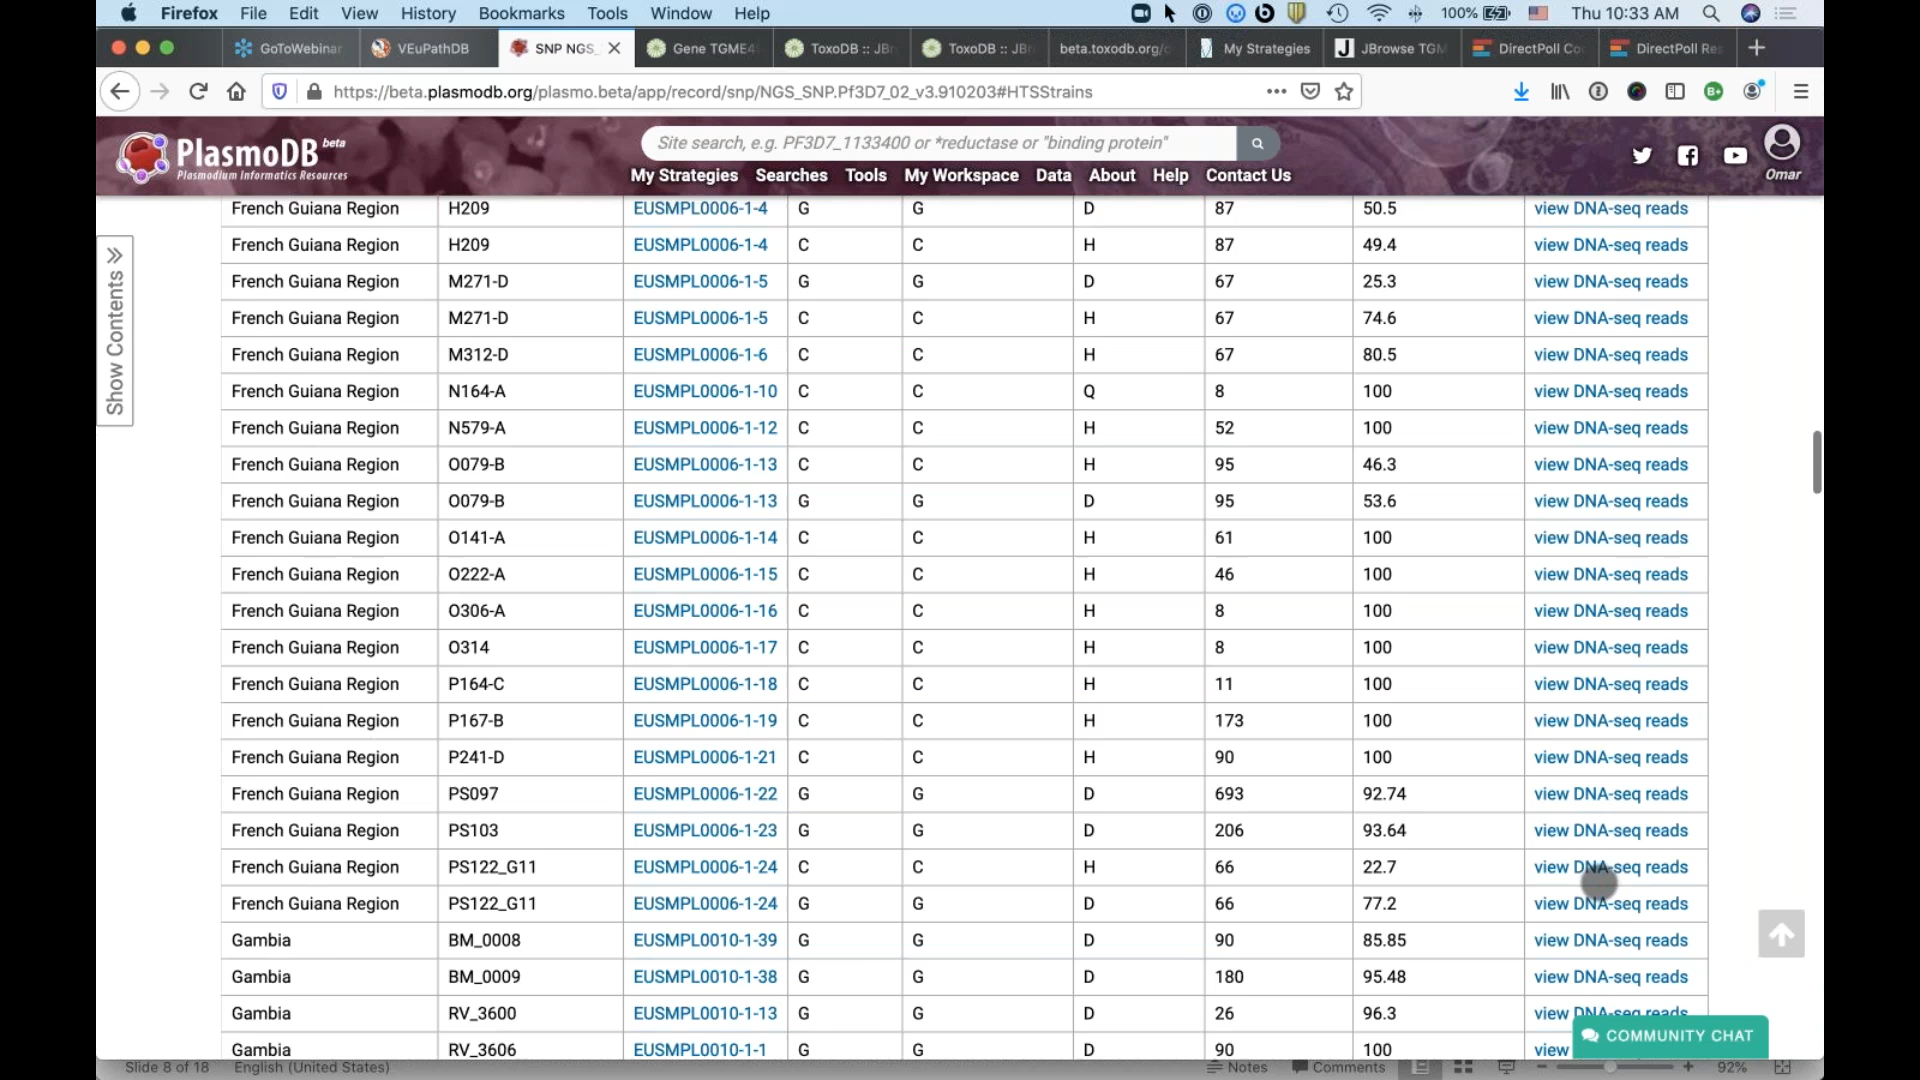 Firefox File Edit View History Bookmarks Tools Window Help 100% Thu 10:33 AM
GoToWebinar VEuPathDB SNP NGS_ Gene TGME4 ToxoDB :: JBr ToxoDB :: JBr beta.toxodb.org/ My Strategies JBrowse TGM DirectPoll Co DirectPoll Re
https://beta.plasmodb.org/plasmo.beta/app/record/snp/NGS_SNP.Pf3D7_02_v3.910203#HTSStrains
PlasmoDB beta
Plasmodium Informatics Resources
Site search, e.g. PF3D7_1133400 or *reductase or "binding protein"
My Strategies Searches Tools My Workspace Data About Help Contact Us
Omar
Show Contents
French Guiana Region H209 EUSMPL0006-1-4 G G D 87 50.5 view DNA-seq reads
French Guiana Region H209 EUSMPL0006-1-4 C C H 87 49.4 view DNA-seq reads
French Guiana Region M271-D EUSMPL0006-1-5 G G D 67 25.3 view DNA-seq reads
French Guiana Region M271-D EUSMPL0006-1-5 C C H 67 74.6 view DNA-seq reads
French Guiana Region M312-D EUSMPL0006-1-6 C C H 67 80.5 view DNA-seq reads
French Guiana Region N164-A EUSMPL0006-1-10 C C Q 8 100 view DNA-seq reads
French Guiana Region N579-A EUSMPL0006-1-12 C C H 52 100 view DNA-seq reads
French Guiana Region O079-B EUSMPL0006-1-13 C C H 95 46.3 view DNA-seq reads
French Guiana Region O079-B EUSMPL0006-1-13 G G D 95 53.6 view DNA-seq reads
French Guiana Region O141-A EUSMPL0006-1-14 C C H 61 100 view DNA-seq reads
French Guiana Region O222-A EUSMPL0006-1-15 C C H 46 100 view DNA-seq reads
French Guiana Region O306-A EUSMPL0006-1-16 C C H 8 100 view DNA-seq reads
French Guiana Region O314 EUSMPL0006-1-17 C C H 8 100 view DNA-seq reads
French Guiana Region P164-C EUSMPL0006-1-18 C C H 11 100 view DNA-seq reads
French Guiana Region P167-B EUSMPL0006-1-19 C C H 173 100 view DNA-seq reads
French Guiana Region P241-D EUSMPL0006-1-21 C C H 90 100 view DNA-seq reads
French Guiana Region PS097 EUSMPL0006-1-22 G G D 693 92.74 view DNA-seq reads
French Guiana Region PS103 EUSMPL0006-1-23 G G D 206 93.64 view DNA-seq reads
French Guiana Region PS122_G11 EUSMPL0006-1-24 C C H 66 22.7 view DNA-seq reads
French Guiana Region PS122_G11 EUSMPL0006-1-24 G G D 66 77.2 view DNA-seq reads
Gambia BM_0008 EUSMPL0010-1-39 G G D 90 85.85 view DNA-seq reads
Gambia BM_0009 EUSMPL0010-1-38 G G D 180 95.48 view DNA-seq reads
Gambia RV_3600 EUSMPL0010-1-13 G G D 26 96.3 view DNA-seq reads
Gambia RV_3606 EUSMPL0010-1-1 G G D 90 100 view
COMMUNITY CHAT
Slide 8 of 18 English (United States) Notes Comments 92%